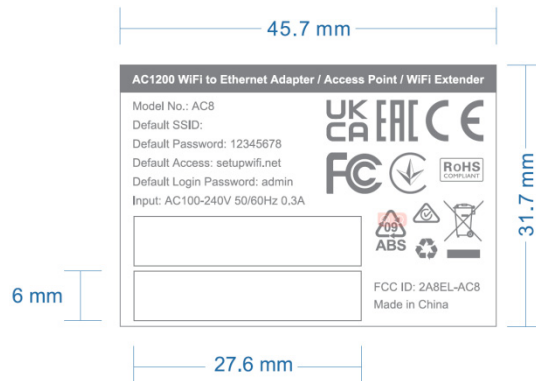 45.7 mm
AC1200 WiFi to Ethernet Adapter / Access Point / WiFi Extender
Model No.: AC8
Default SSID:
Default Password: 12345678
Default Access: setupwifi.net
Default Login Password: admin
Input: AC100-240V 50/60Hz 0.3A
UK CA EAC CE
FC
RoHS
COMPLIANT
09
ABS
FCC ID: 2A8EL-AC8
Made in China
31.7 mm
6 mm
27.6 mm